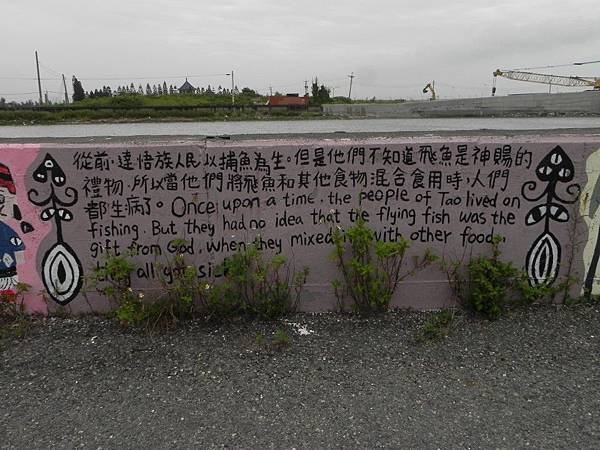 從前，達悟族人民以捕魚為生。但是他們不知道飛魚是神賜的
禮物，所以當他們將飛魚和其他食物混合食用時，人們
都生病了。Once upon a time, the people of Tao lived on
fishing. But they had no idea that the flying fish was the
gift from God. When they mixed with other food,
all got sick